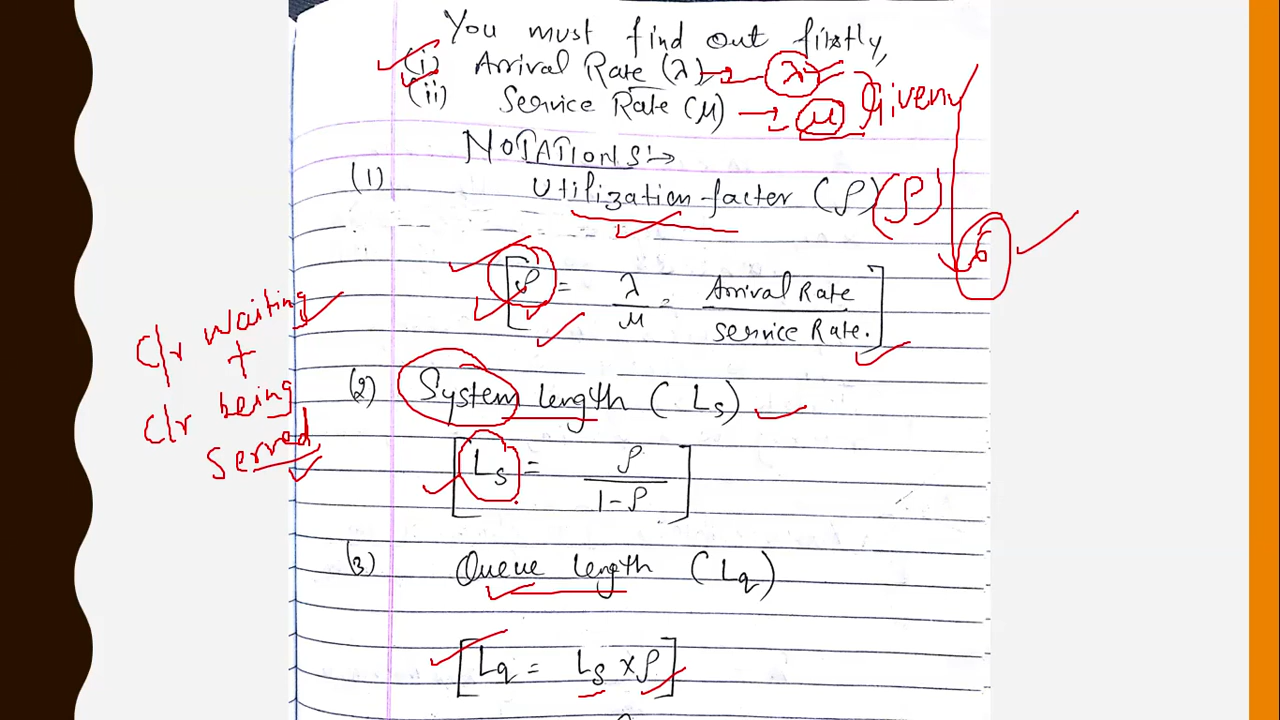 You must find out firstly,
(i) Arrival Rate (λ) → λ
(ii) Service Rate (μ) → μ } Given
NOTATIONS:→
(1) Utilization factor (ρ) (ρ)
6
[ρ = λ/μ = Arrival Rate / service Rate.]
C/r waiting
+
C/r being
Served
(2) System length (Ls)
[Ls = ρ / 1-ρ]
(3) Queue length (Lq)
[Lq = Ls × ρ]